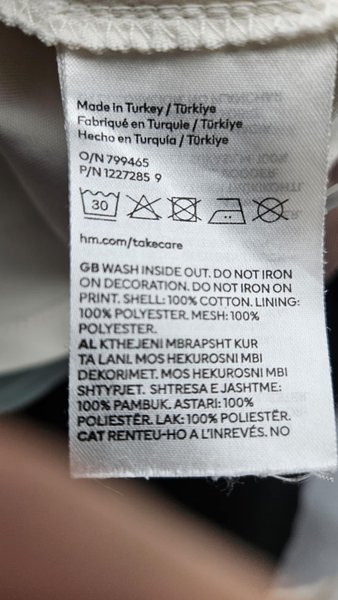 Made in Turkey / Türkiye
Fabriqué en Turquie / Türkiye
Hecho en Turquía / Türkiye
O/N 799465
P/N 1227285 9
30
hm.com/takecare
GB WASH INSIDE OUT. DO NOT IRON
ON DECORATION. DO NOT IRON ON
PRINT. SHELL: 100% COTTON. LINING:
100% POLYESTER. MESH: 100%
POLYESTER.
AL KTHEJENI MBRAPSHT KUR
TA LANI. MOS HEKUROSNI MBI
DEKORIMET. MOS HEKUROSNI MBI
SHTYPJET. SHTRESA E JASHTME:
100% PAMBUK. ASTARI: 100%
POLIESTËR. LAK: 100% POLIESTËR.
CAT RENTEU-HO A L'INREVÉS. NO